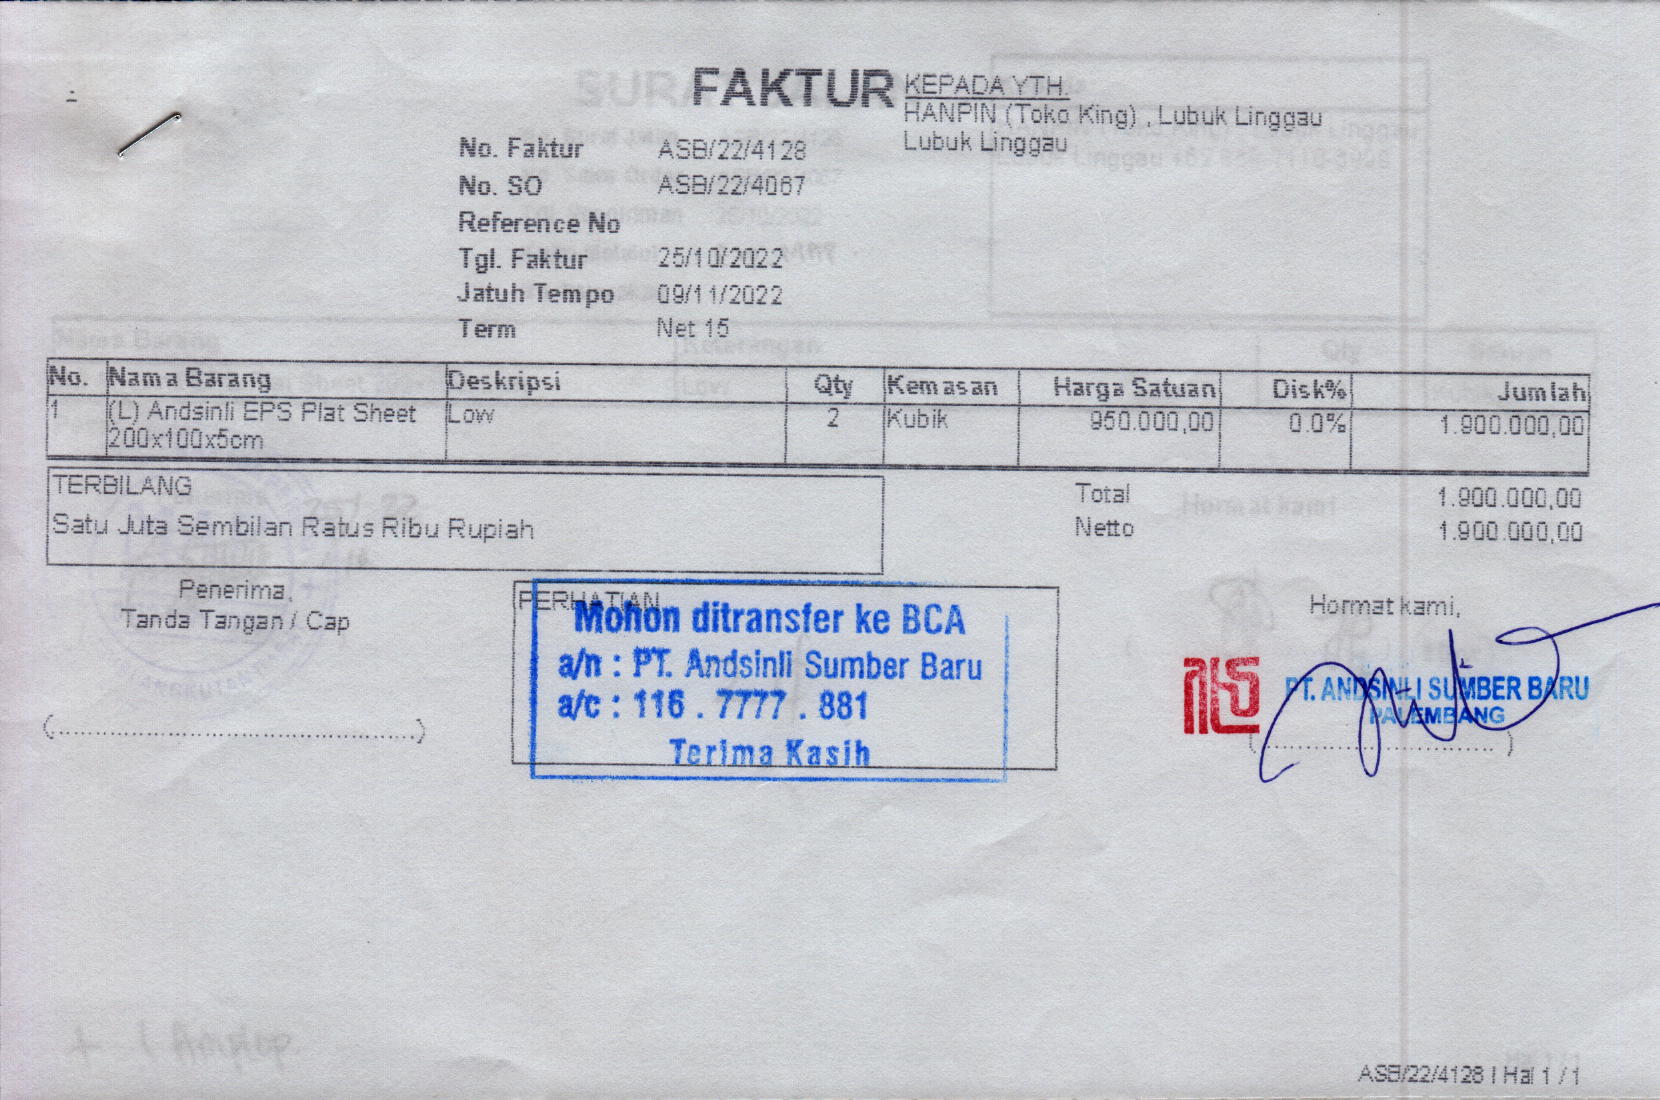 FAKTUR
KEPADA YTH.
HANPIN (Toko King) , Lubuk Linggau
Lubuk Linggau
No. Faktur ASB/22/4128
No. SO ASB/22/4067
Reference No
Tgl. Faktur 25/10/2022
Jatuh Tempo 09/11/2022
Term Net 15
No. Nama Barang Deskripsi Qty Kemasan Harga Satuan Disk% Jumlah
1 (L) Andsinli EPS Plat Sheet Low 2 Kubik 950.000,00 0.0% 1.900.000,00
200x100x5cm
TERBILANG
Satu Juta Sembilan Ratus Ribu Rupiah
Total 1.900.000,00
Netto 1.900.000,00
Penerima,
Tanda Tangan / Cap
PERHATIAN
Mohon ditransfer ke BCA
a/n : PT. Andsinli Sumber Baru
a/c : 116 . 7777 . 881
Terima Kasih
Hormat kami,
PT. ANDSINLI SUMBER BARU
PALEMBANG
ASB/22/4128 | Hal 1 / 1